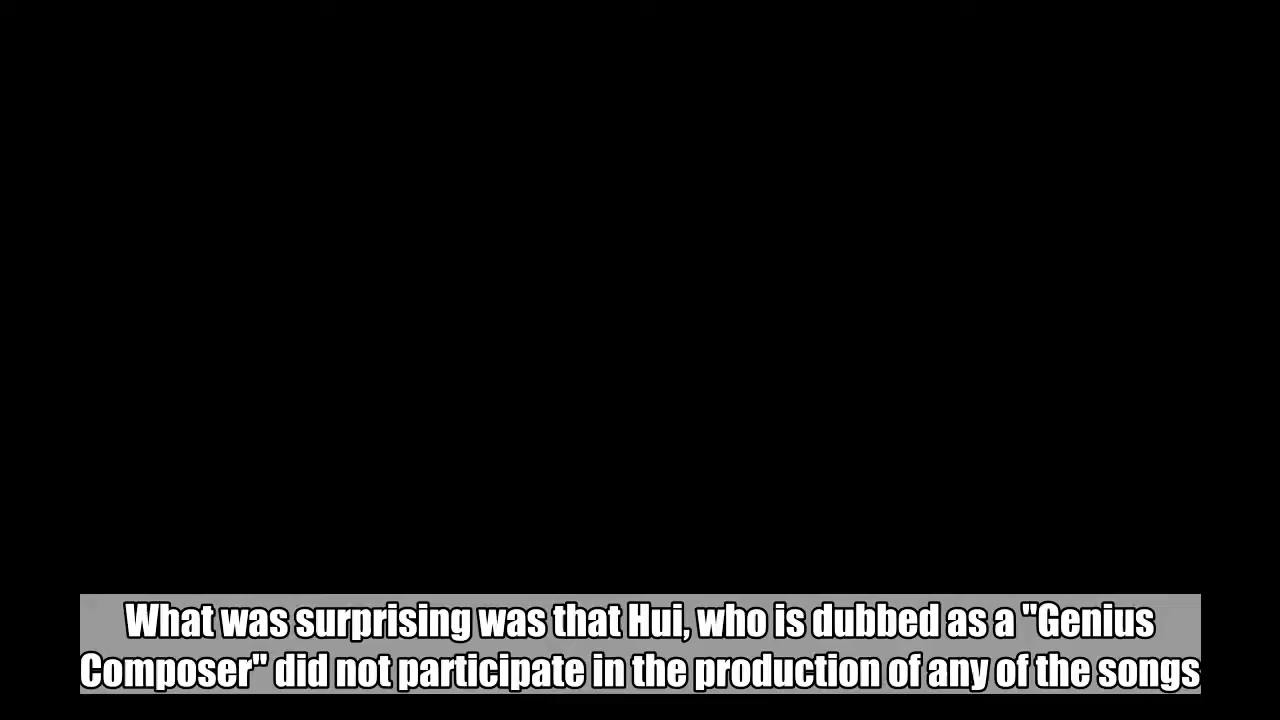 What was surprising was that Hui, who is dubbed as a "Genius
Composer" did not participate in the production of any of the songs